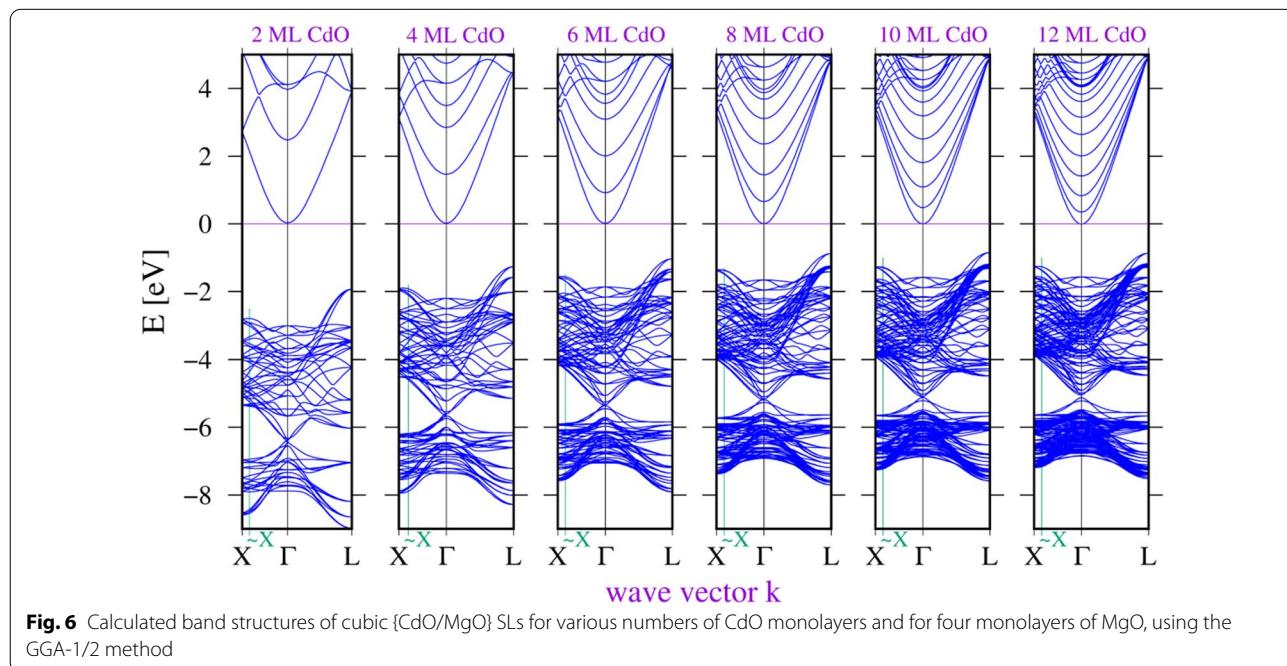 2 ML CdO 4 ML CdO 6 ML CdO 8 ML CdO 10 ML CdO 12 ML CdO
4
2
0
−2
−4
−6
−8
E [eV]
X ~X Γ L X ~X Γ L X ~X Γ L X ~X Γ L X ~X Γ L X ~X Γ L
wave vector k
Fig. 6 Calculated band structures of cubic {CdO/MgO} SLs for various numbers of CdO monolayers and for four monolayers of MgO, using the
GGA-1/2 method